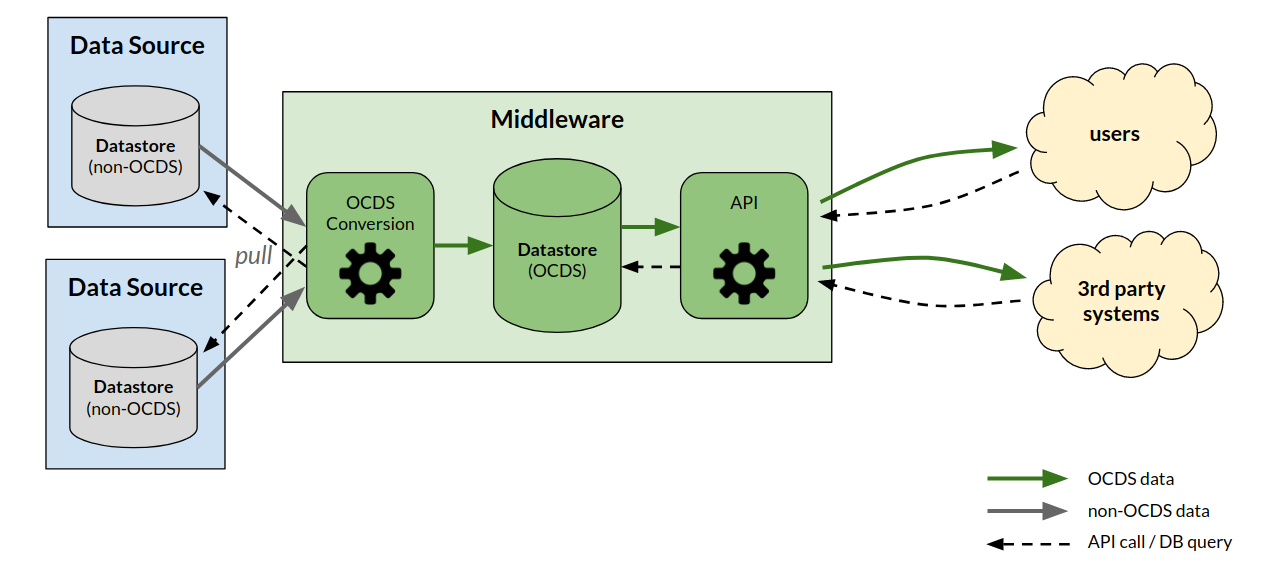 Data Source
Datastore
(non-OCDS)
pull
Data Source
Datastore
(non-OCDS)
Middleware
OCDS
Conversion
Datastore
(OCDS)
API
users
3rd party
systems
OCDS data
non-OCDS data
API call / DB query